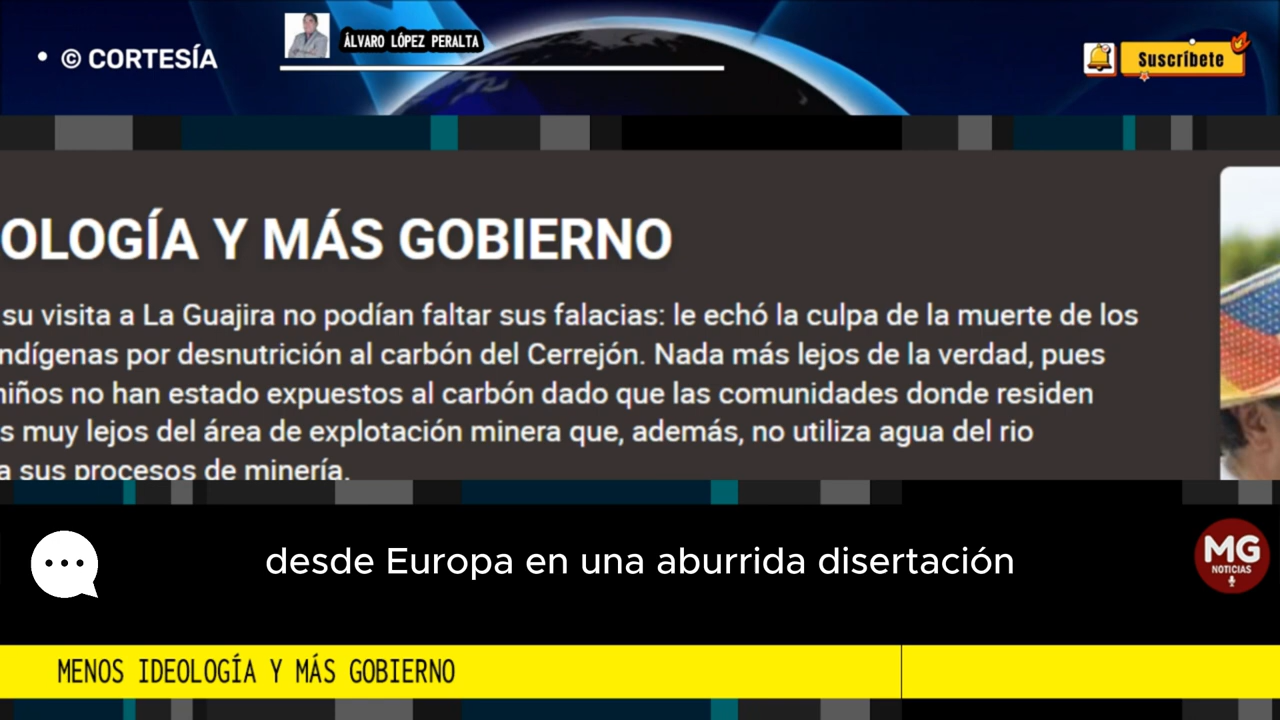 • © CORTESÍA
ÁLVARO LÓPEZ PERALTA
Suscríbete
OLOGÍA Y MÁS GOBIERNO
su visita a La Guajira no podían faltar sus falacias: le echó la culpa de la muerte de los
ndígenas por desnutrición al carbón del Cerrejón. Nada más lejos de la verdad, pues
niños no han estado expuestos al carbón dado que las comunidades donde residen
s muy lejos del área de explotación minera que, además, no utiliza agua del rio
a sus procesos de minería.
desde Europa en una aburrida disertación
MG
NOTICIAS
MENOS IDEOLOGÍA Y MÁS GOBIERNO